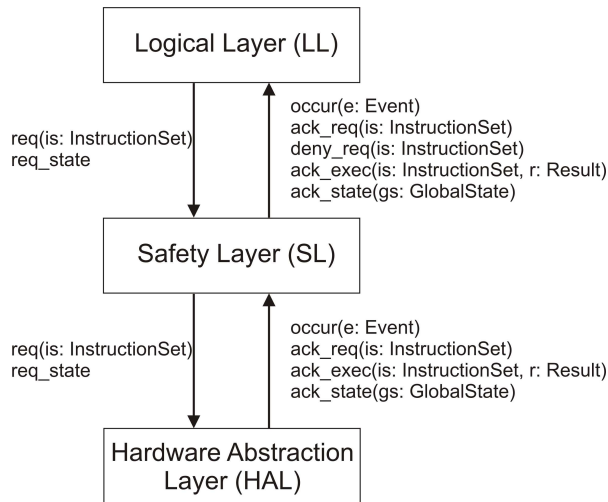 Logical Layer (LL)
req(is: InstructionSet)
req_state
occur(e: Event)
ack_req(is: InstructionSet)
deny_req(is: InstructionSet)
ack_exec(is: InstructionSet, r: Result)
ack_state(gs: GlobalState)
Safety Layer (SL)
req(is: InstructionSet)
req_state
occur(e: Event)
ack_req(is: InstructionSet)
ack_exec(is: InstructionSet, r: Result)
ack_state(gs: GlobalState)
Hardware Abstraction
Layer (HAL)